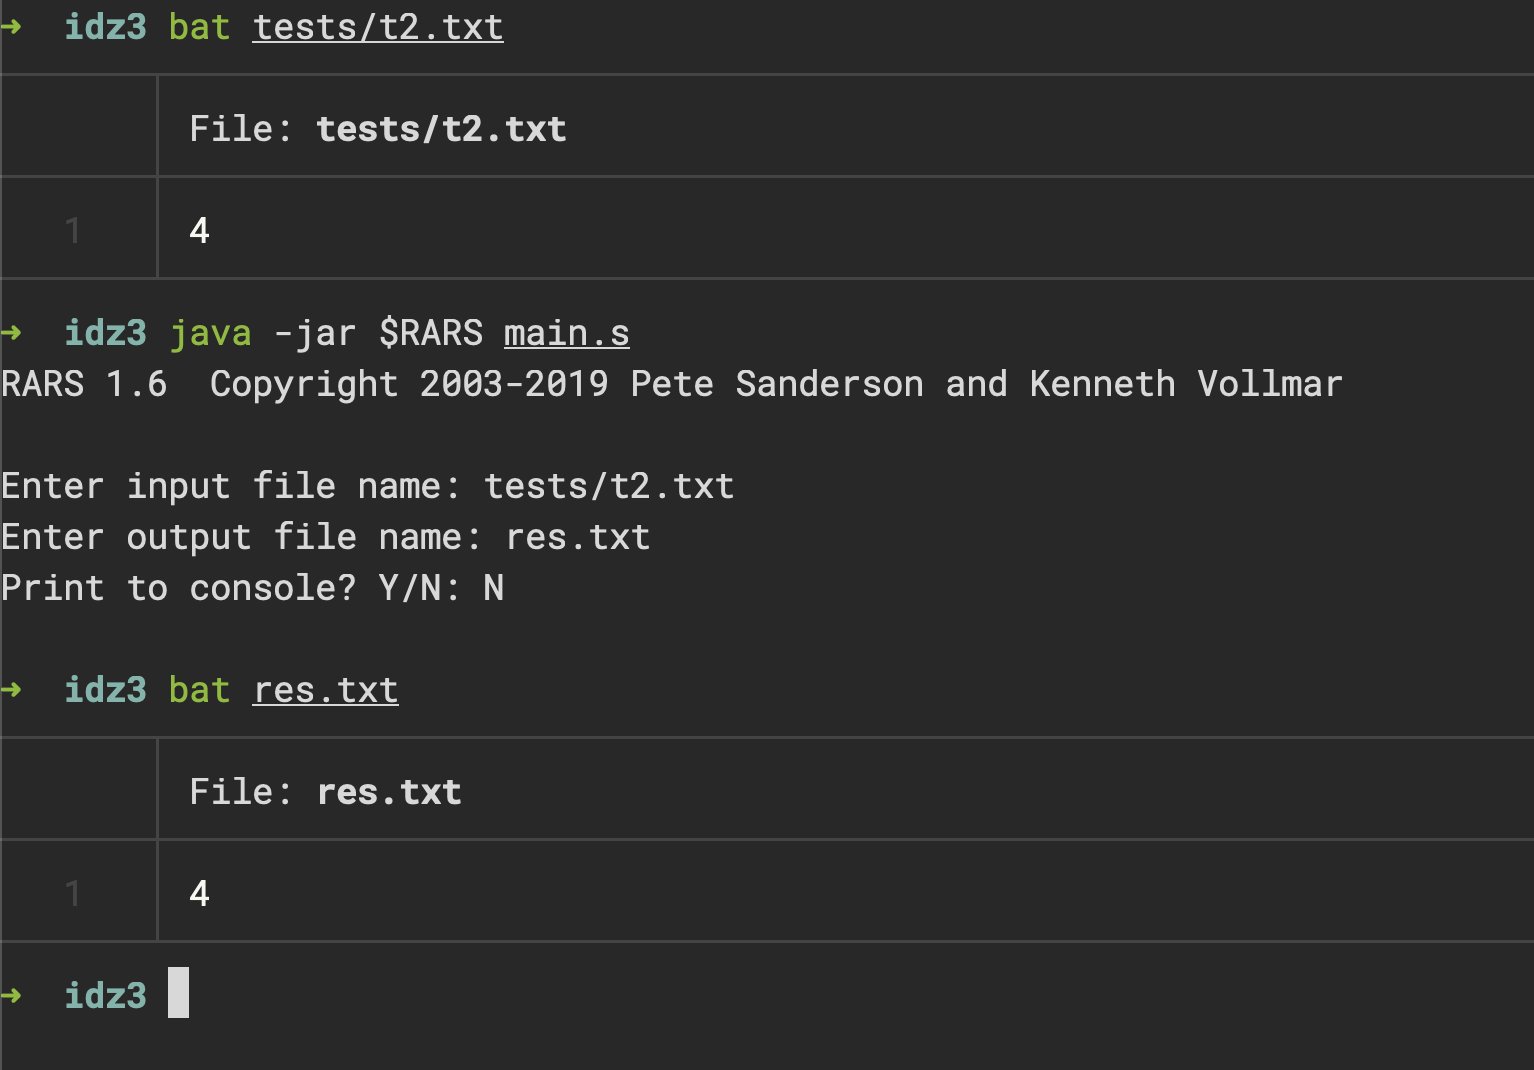 → idz3 bat tests/t2.txt
File: tests/t2.txt
1 4
→ idz3 java -jar $RARS main.s
RARS 1.6  Copyright 2003-2019 Pete Sanderson and Kenneth Vollmar
Enter input file name: tests/t2.txt
Enter output file name: res.txt
Print to console? Y/N: N
→ idz3 bat res.txt
File: res.txt
1 4
→ idz3